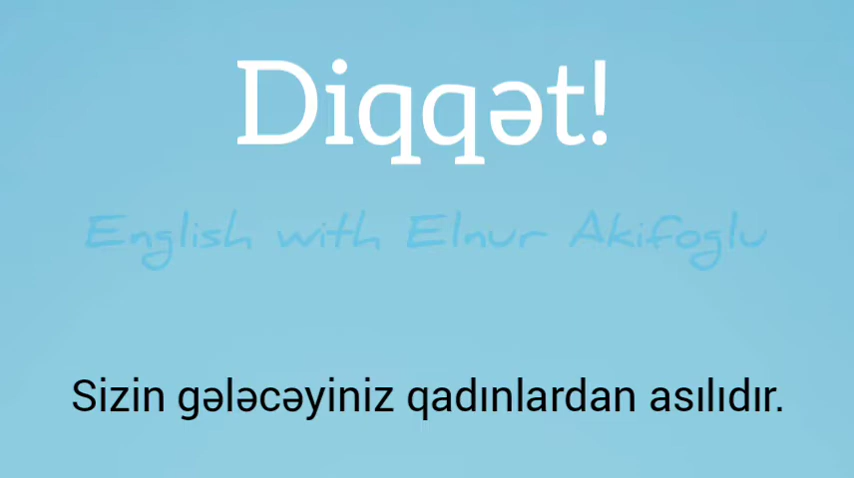 Diqqət!
English with Elnur Akifoglu
Sizin gələcəyiniz qadınlardan asılıdır.